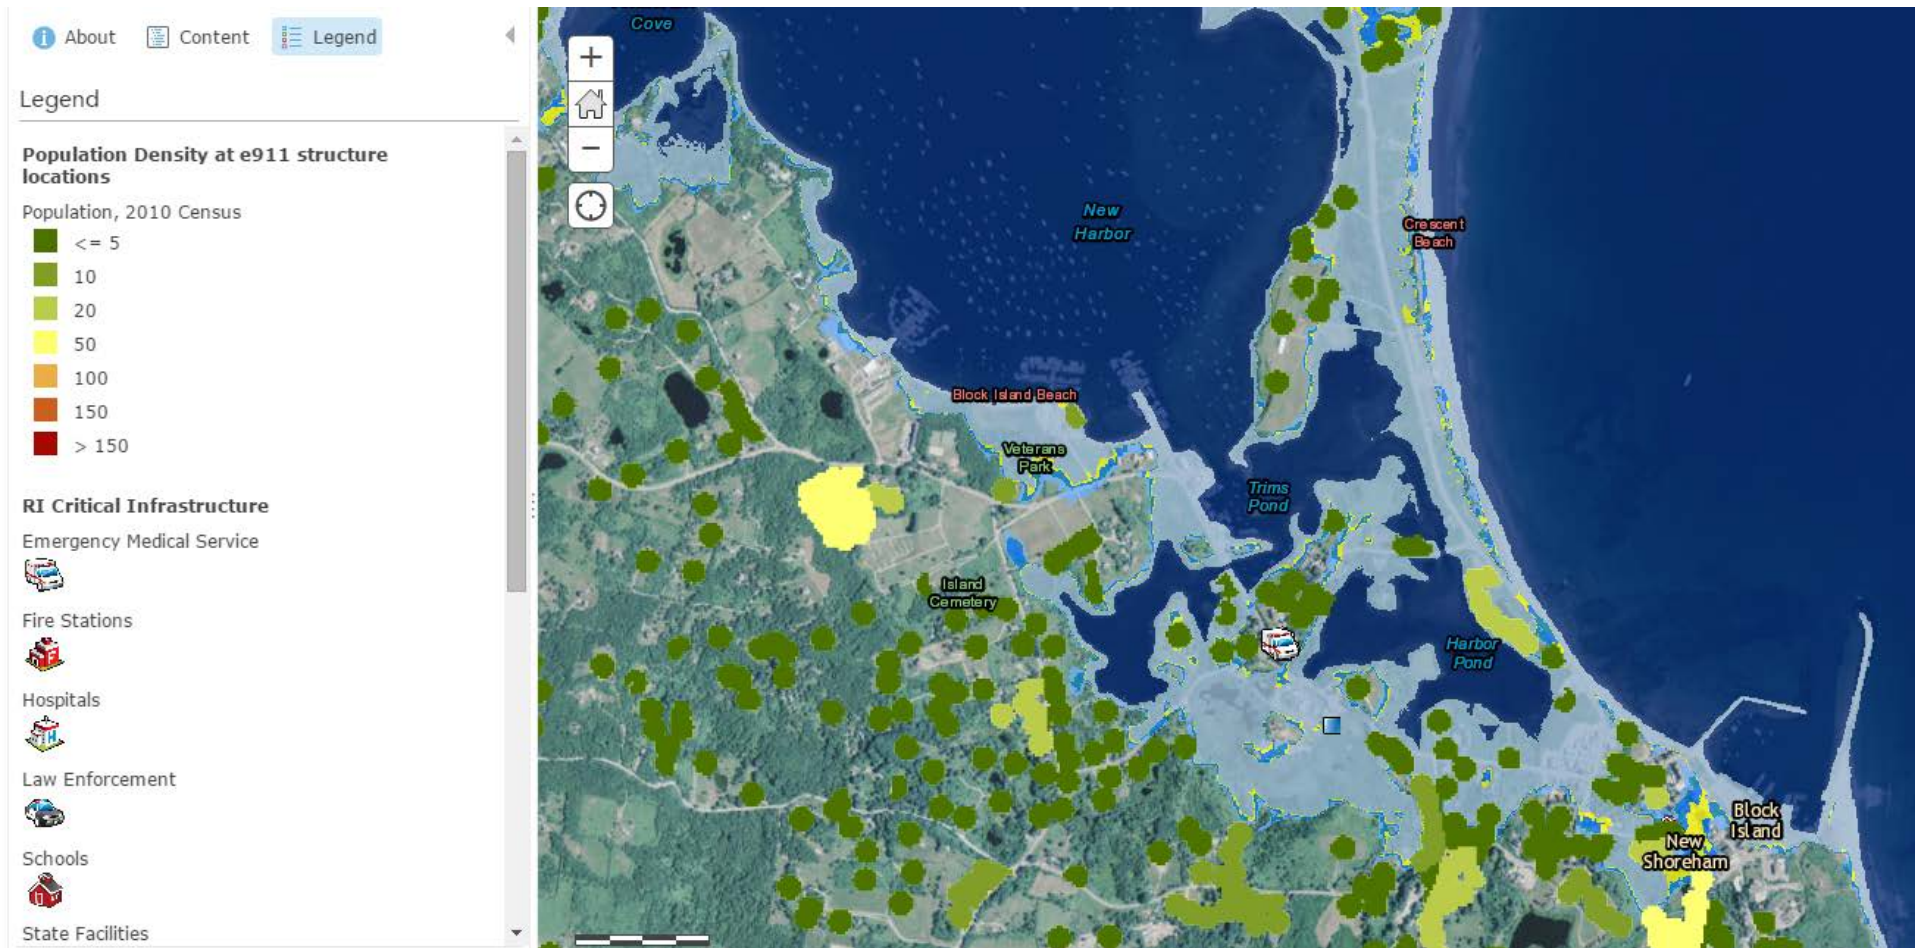 About
Content
Legend
Legend
Population Density at e911 structure
locations
Population, 2010 Census
<= 5
10
20
50
100
150
> 150
RI Critical Infrastructure
Emergency Medical Service
Fire Stations
Hospitals
Law Enforcement
Schools
State Facilities
+
−
Cove
New
Harbor
Crescent
Beach
Block Island Beach
Veterans
Park
Trims
Pond
Island
Cemetery
Harbor
Pond
Block
Island
New
Shoreham